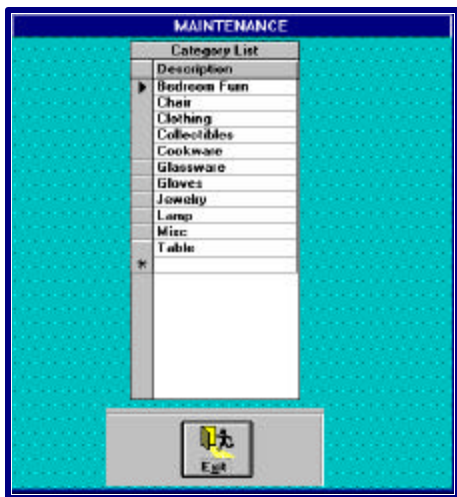 MAINTENANCE
Category List
Description
Bedroom Furn
Chair
Clothing
Collectibles
Cookware
Glassware
Gloves
Jewelry
Lamp
Misc
Table
*
Exit